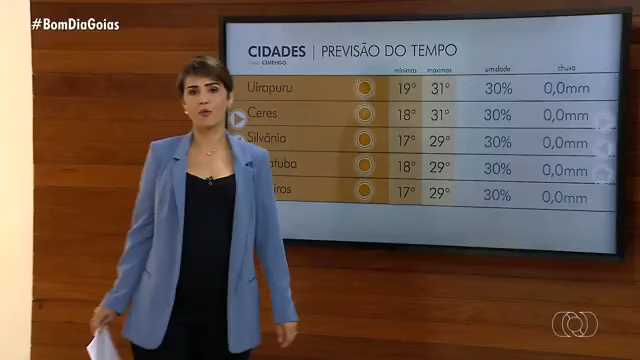 #BomDiaGoias
CIDADES | PREVISÃO DO TEMPO
CIMEHGO
mínimas máximas umidade chuva
Uirapuru 19° 31° 30% 0,0mm
Ceres 18° 31° 30% 0,0mm
Silvânia 17° 29° 30% 0,0mm
atuba 18° 29° 30% 0,0mm
iros 17° 29° 30% 0,0mm